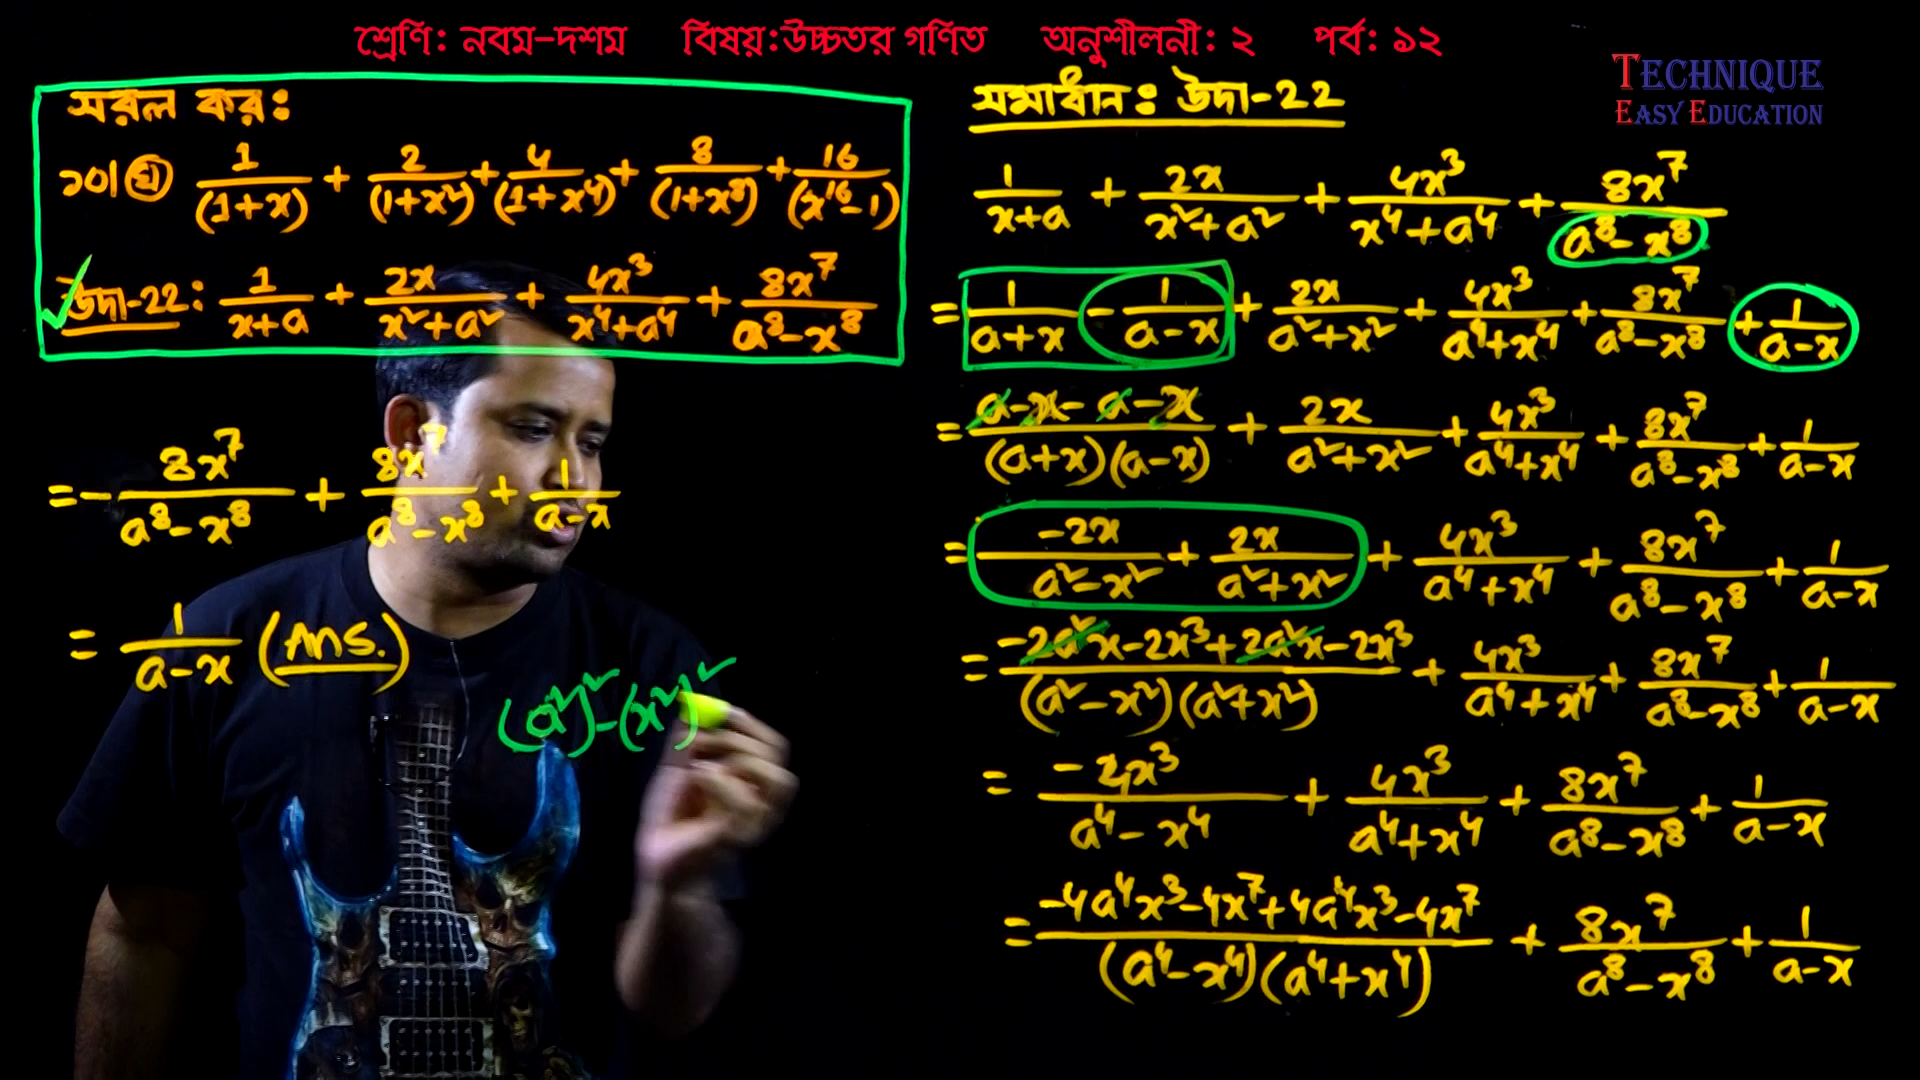 শ্রেণি: নবম-দশম বিষয়:উচ্চতর গণিত অনুশীলনী: ২ পর্ব: ১২
TECHNIQUE
EASY EDUCATION
সরল কর:
১০। (ঘ) 1/(1+x) + 2/(1+x²) + 4/(1+x⁴) + 8/(1+x⁸) + 16/(x¹⁶-1)
উদা-22: 1/(x+a) + 2x/(x²+a²) + 4x³/(x⁴+a⁴) + 8x⁷/(a⁸-x⁸)
সমাধান: উদা-22
1/(x+a) + 2x/(x²+a²) + 4x³/(x⁴+a⁴) + 8x⁷/(a⁸-x⁸)
= 1/(a+x) - 1/(a-x) + 2x/(a²+x²) + 4x³/(a⁴+x⁴) + 8x⁷/(a⁸-x⁸) + 1/(a-x)
= (a-x-a-x)/((a+x)(a-x)) + 2x/(a²+x²) + 4x³/(a⁴+x⁴) + 8x⁷/(a⁸-x⁸) + 1/(a-x)
= -2x/(a²-x²) + 2x/(a²+x²) + 4x³/(a⁴+x⁴) + 8x⁷/(a⁸-x⁸) + 1/(a-x)
= (-2a²x-2x³+2a²x-2x³)/((a²-x²)(a²+x²)) + 4x³/(a⁴+x⁴) + 8x⁷/(a⁸-x⁸) + 1/(a-x)
= -4x³/(a⁴-x⁴) + 4x³/(a⁴+x⁴) + 8x⁷/(a⁸-x⁸) + 1/(a-x)
= (-4a⁴x³-4x⁷+4a⁴x³-4x⁷)/((a⁴-x⁴)(a⁴+x⁴)) + 8x⁷/(a⁸-x⁸) + 1/(a-x)
= - 8x⁷/(a⁸-x⁸) + 8x⁷/(a⁸-x⁸) + 1/(a-x)
= 1/(a-x) (Ans.)
(a²)²-(x²)²